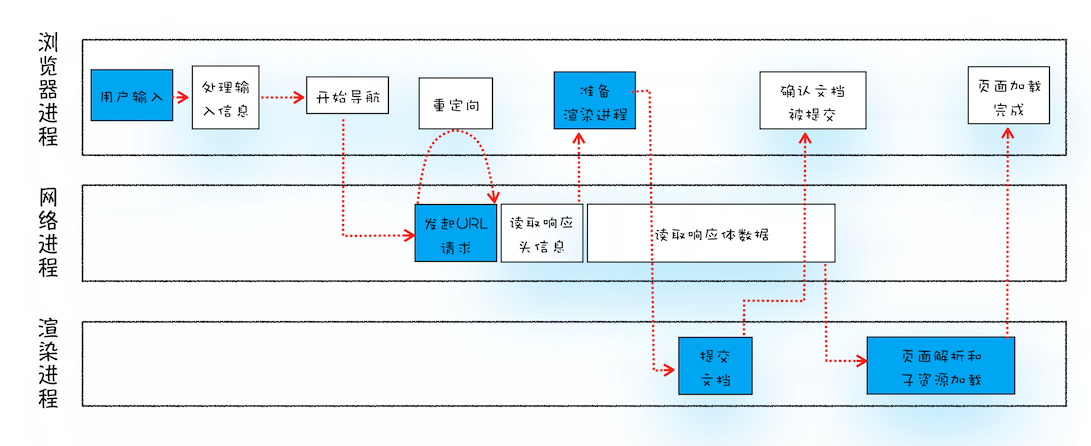 浏览器进程
用户输入
处理输
入信息
开始导航
重定向
准备
渲染进程
确认文档
被提交
页面加载
完成
网络进程
发起URL
请求
读取响应
头信息
读取响应体数据
渲染进程
提交
文档
页面解析和
子资源加载